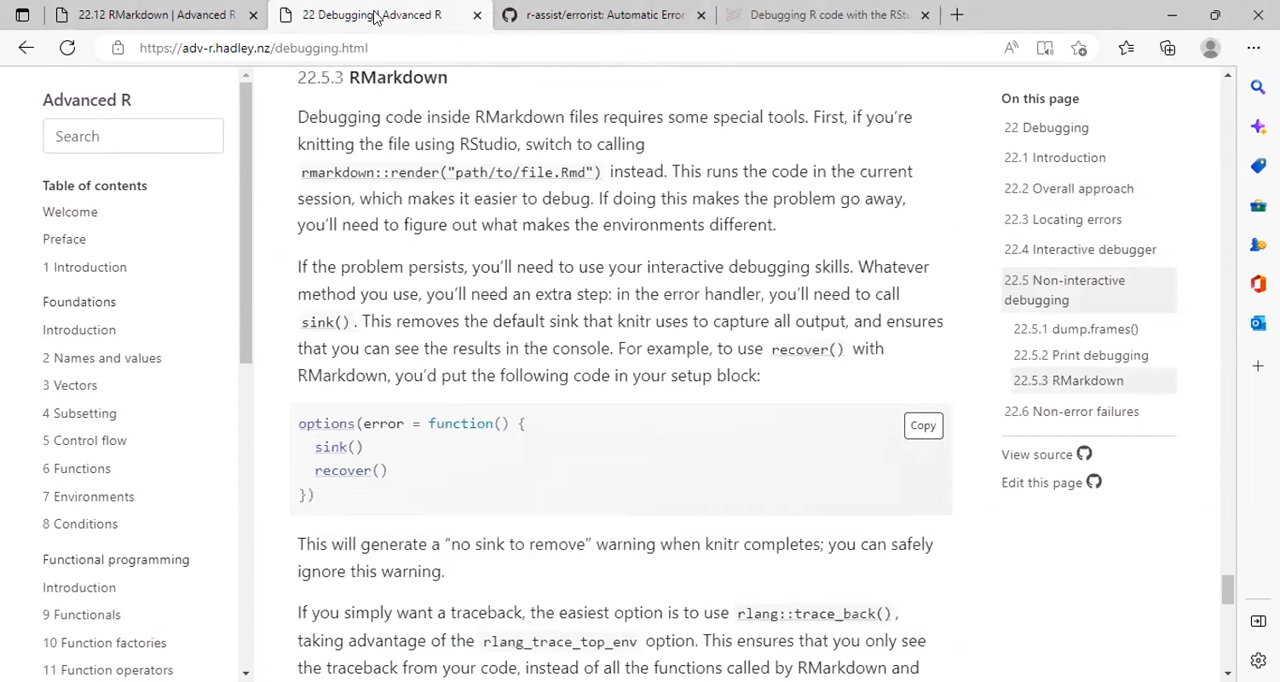 22.12 RMarkdown | Advanced R
22 Debugging | Advanced R
r-assist/errorist: Automatic Error
Debugging R code with the RStu
https://adv-r.hadley.nz/debugging.html
Advanced R
Search
Table of contents
Welcome
Preface
1 Introduction
Foundations
Introduction
2 Names and values
3 Vectors
4 Subsetting
5 Control flow
6 Functions
7 Environments
8 Conditions
Functional programming
Introduction
9 Functionals
10 Function factories
11 Function operators
22.5.3 RMarkdown
Debugging code inside RMarkdown files requires some special tools. First, if you’re
knitting the file using RStudio, switch to calling
rmarkdown::render("path/to/file.Rmd") instead. This runs the code in the current
session, which makes it easier to debug. If doing this makes the problem go away,
you’ll need to figure out what makes the environments different.
If the problem persists, you’ll need to use your interactive debugging skills. Whatever
method you use, you’ll need an extra step: in the error handler, you’ll need to call
sink(). This removes the default sink that knitr uses to capture all output, and ensures
that you can see the results in the console. For example, to use recover() with
RMarkdown, you’d put the following code in your setup block:
options(error = function() {
sink()
recover()
})
Copy
This will generate a “no sink to remove” warning when knitr completes; you can safely
ignore this warning.
If you simply want a traceback, the easiest option is to use rlang::trace_back(),
taking advantage of the rlang_trace_top_env option. This ensures that you only see
the traceback from your code, instead of all the functions called by RMarkdown and
On this page
22 Debugging
22.1 Introduction
22.2 Overall approach
22.3 Locating errors
22.4 Interactive debugger
22.5 Non-interactive
debugging
22.5.1 dump.frames()
22.5.2 Print debugging
22.5.3 RMarkdown
22.6 Non-error failures
View source
Edit this page